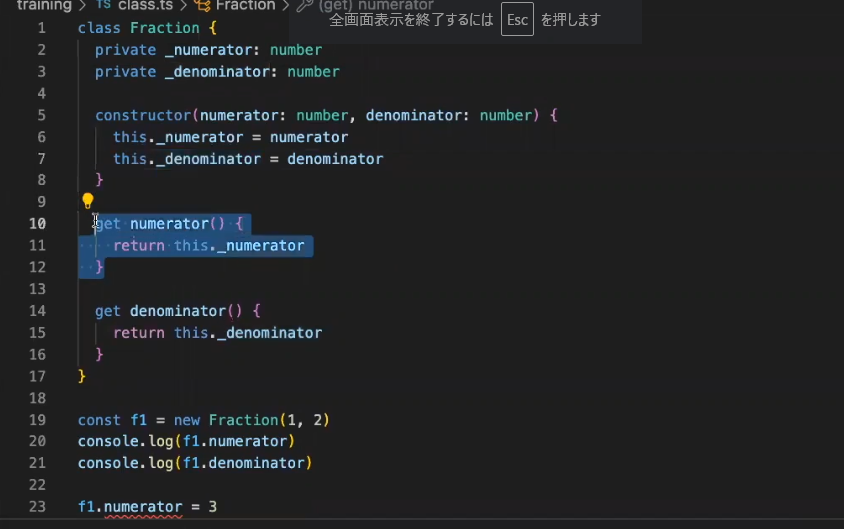 training > TS class.ts > Fraction > (get) numerator
全画面表示を終了するには Esc を押します
1 class Fraction {
2 private _numerator: number
3 private _denominator: number
4
5 constructor(numerator: number, denominator: number) {
6 this._numerator = numerator
7 this._denominator = denominator
8 }
9
10 get numerator() {
11 return this._numerator
12 }
13
14 get denominator() {
15 return this._denominator
16 }
17 }
18
19 const f1 = new Fraction(1, 2)
20 console.log(f1.numerator)
21 console.log(f1.denominator)
22
23 f1.numerator = 3